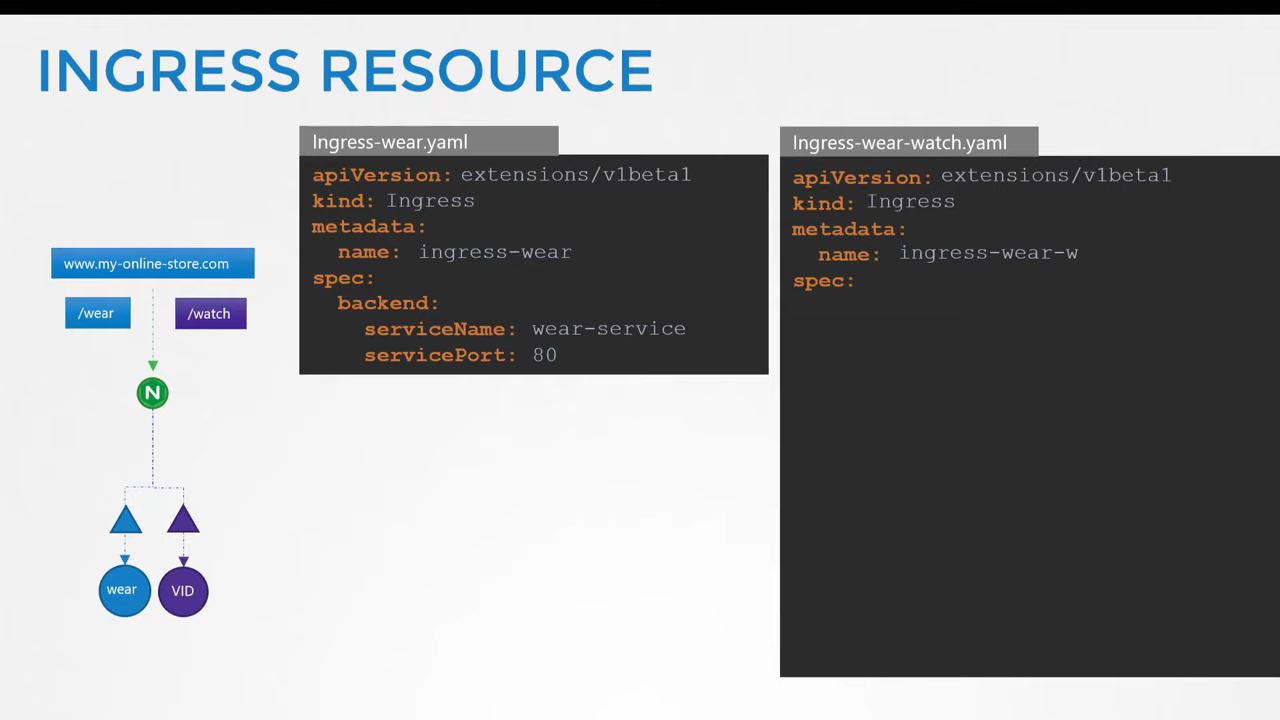 INGRESS RESOURCE
www.my-online-store.com
/wear
/watch
N
wear
VID
Ingress-wear.yaml
apiVersion: extensions/v1beta1
kind: Ingress
metadata:
  name: ingress-wear
spec:
  backend:
    serviceName: wear-service
    servicePort: 80
Ingress-wear-watch.yaml
apiVersion: extensions/v1beta1
kind: Ingress
metadata:
  name: ingress-wear-w
spec: